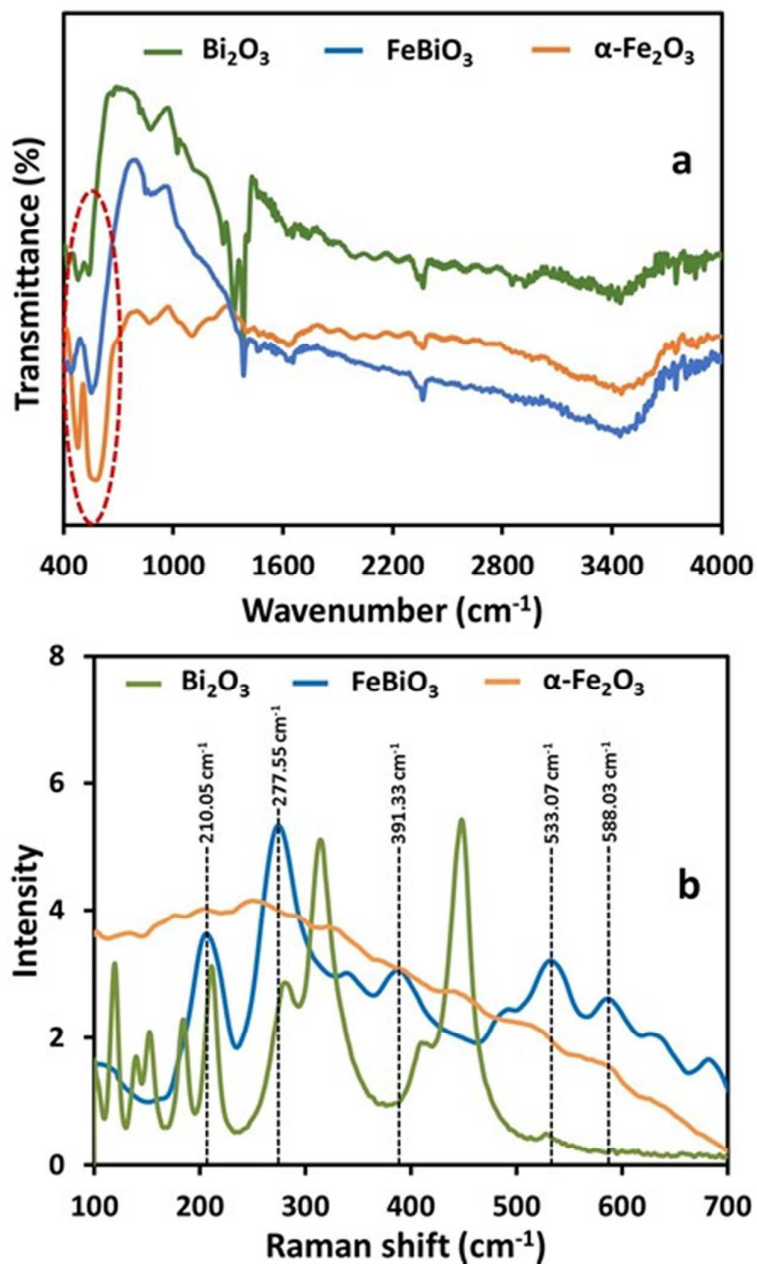 Bi₂O₃ FeBiO₃ α-Fe₂O₃
a
Transmittance (%)
400 1000 1600 2200 2800 3400 4000
Wavenumber (cm⁻¹)
8
Bi₂O₃ FeBiO₃ α-Fe₂O₃
210.05 cm⁻¹
277.55 cm⁻¹
391.33 cm⁻¹
533.07 cm⁻¹
588.03 cm⁻¹
6
b
Intensity
4
2
0
100 200 300 400 500 600 700
Raman shift (cm⁻¹)